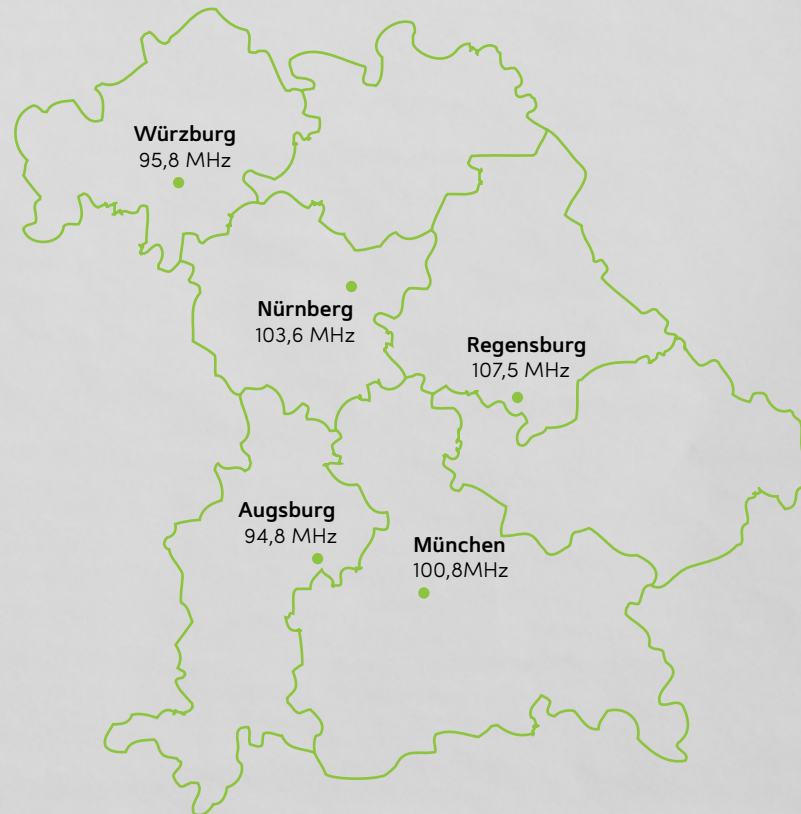 Würzburg
95,8 MHz
Nürnberg
103,6 MHz
Regensburg
107,5 MHz
Augsburg
94,8 MHz
München
100,8MHz